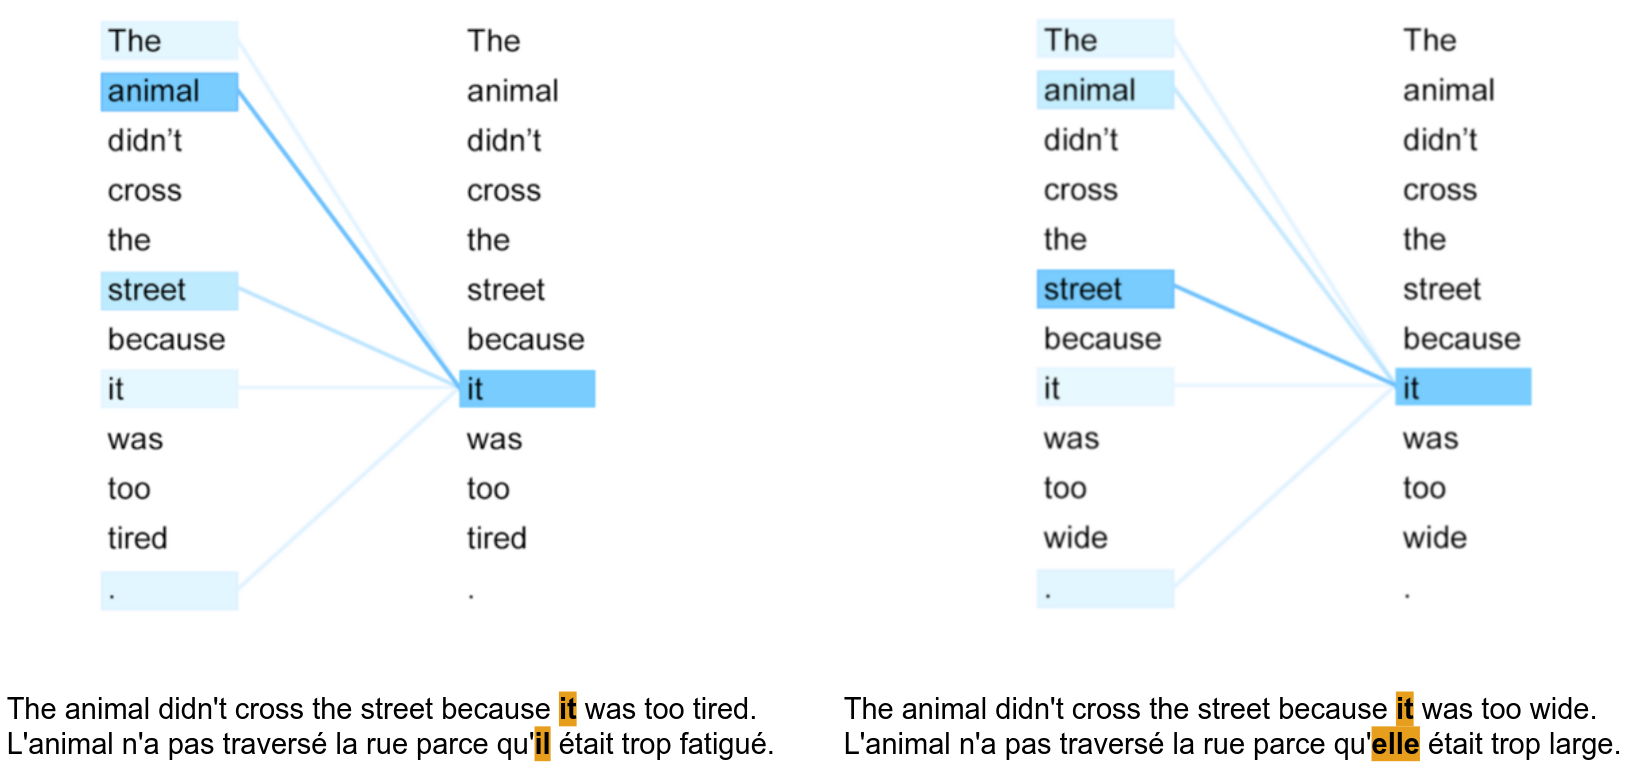 The
animal
didn’t
cross
the
street
because
it
was
too
tired
.
The
animal
didn’t
cross
the
street
because
it
was
too
tired
.
The animal didn't cross the street because it was too tired.
L'animal n'a pas traversé la rue parce qu'il était trop fatigué.
The
animal
didn’t
cross
the
street
because
it
was
too
wide
.
The
animal
didn’t
cross
the
street
because
it
was
too
wide
.
The animal didn't cross the street because it was too wide.
L'animal n'a pas traversé la rue parce qu'elle était trop large.